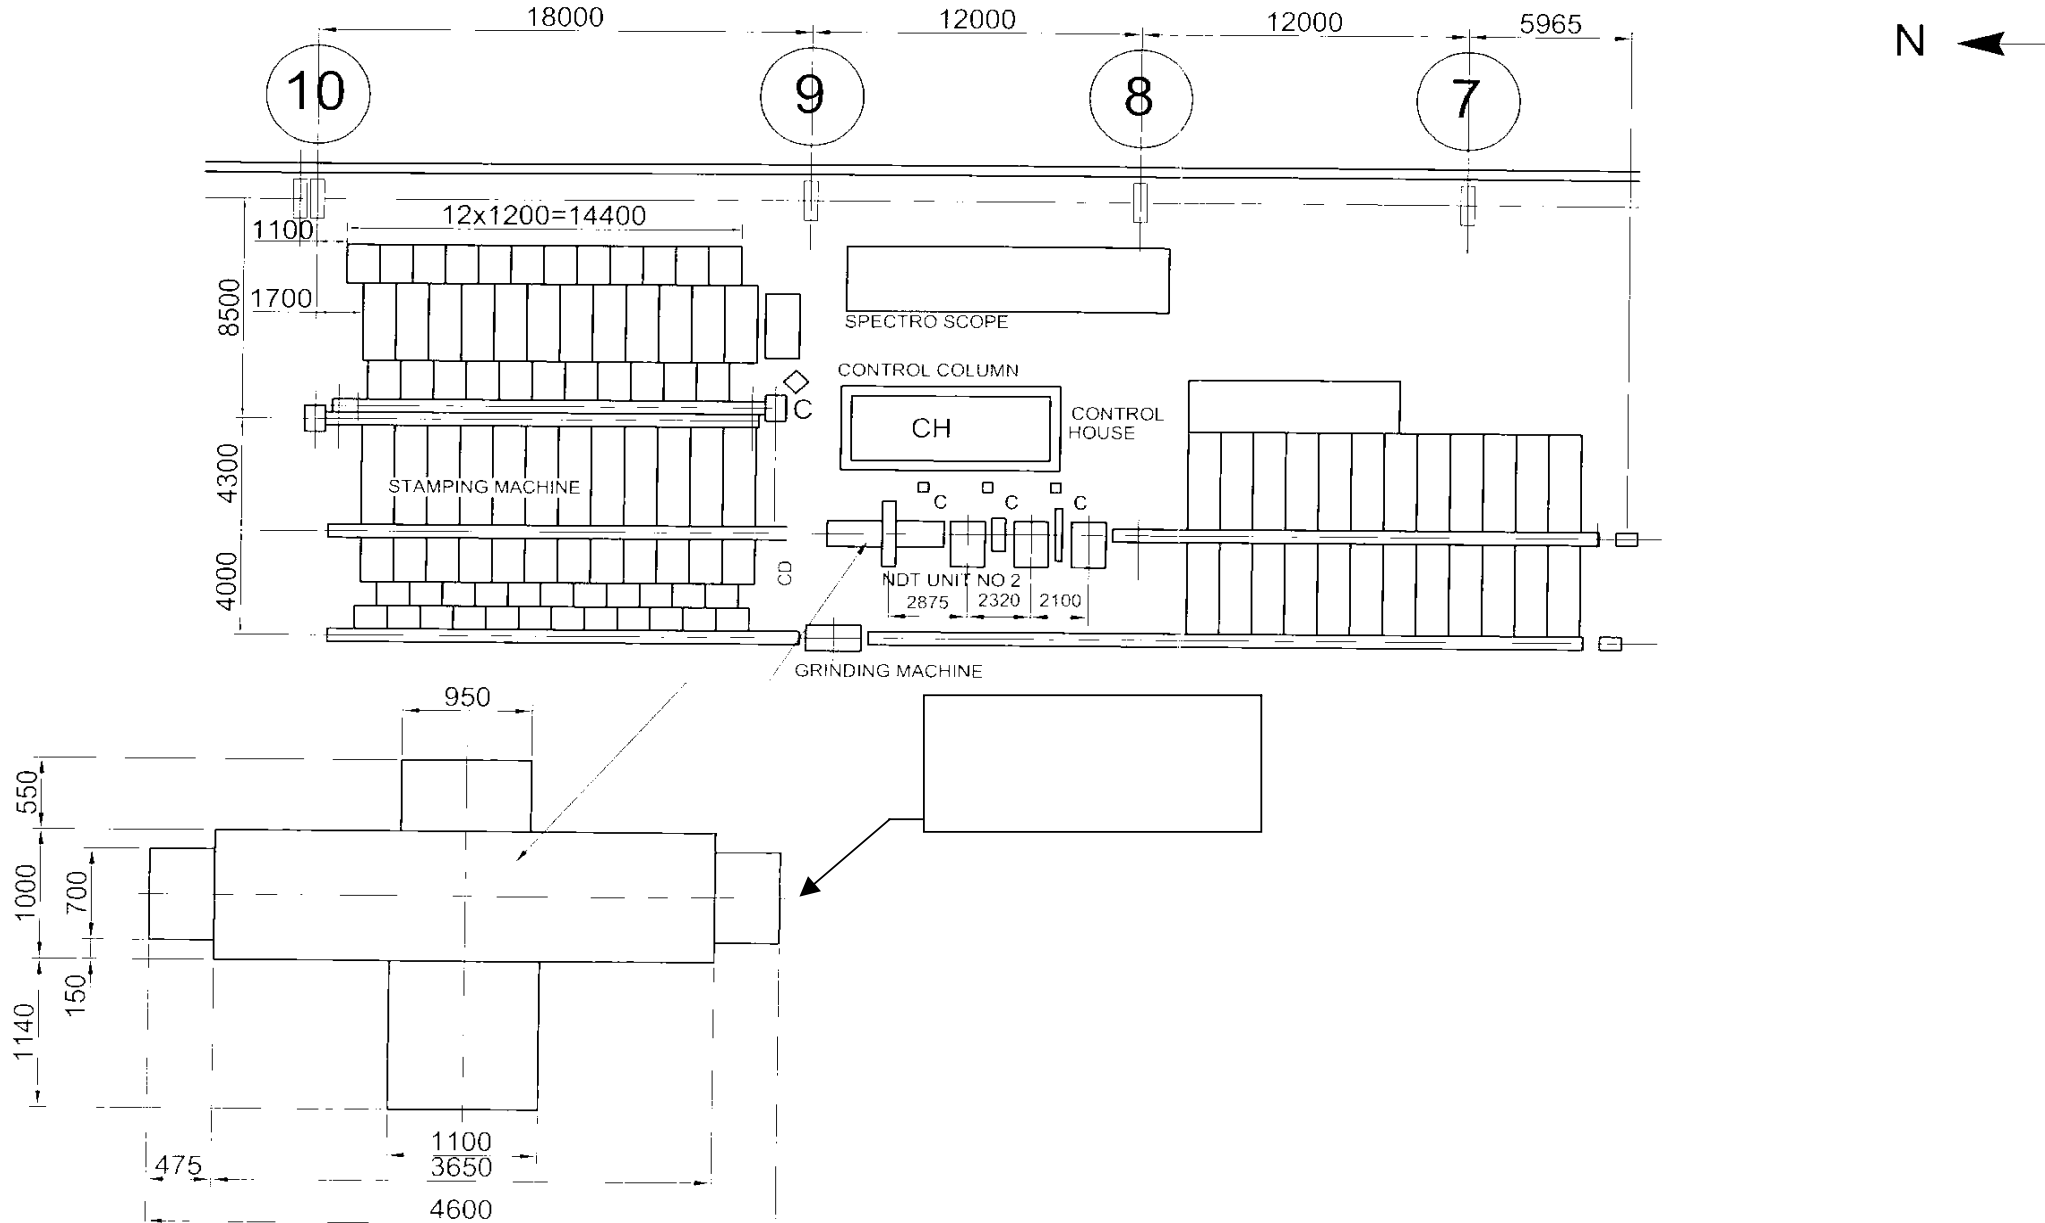 18000
12000
12000
5965
N
10
9
8
7
12x1200=14400
1100
1700
8500
4300
4000
SPECTRO SCOPE
CONTROL COLUMN
C
CH
CONTROL
HOUSE
STAMPING MACHINE
C
C
C
CD
NDT UNIT NO 2
2875
2320
2100
GRINDING MACHINE
950
550
1000
700
150
1140
1100
3650
475
4600